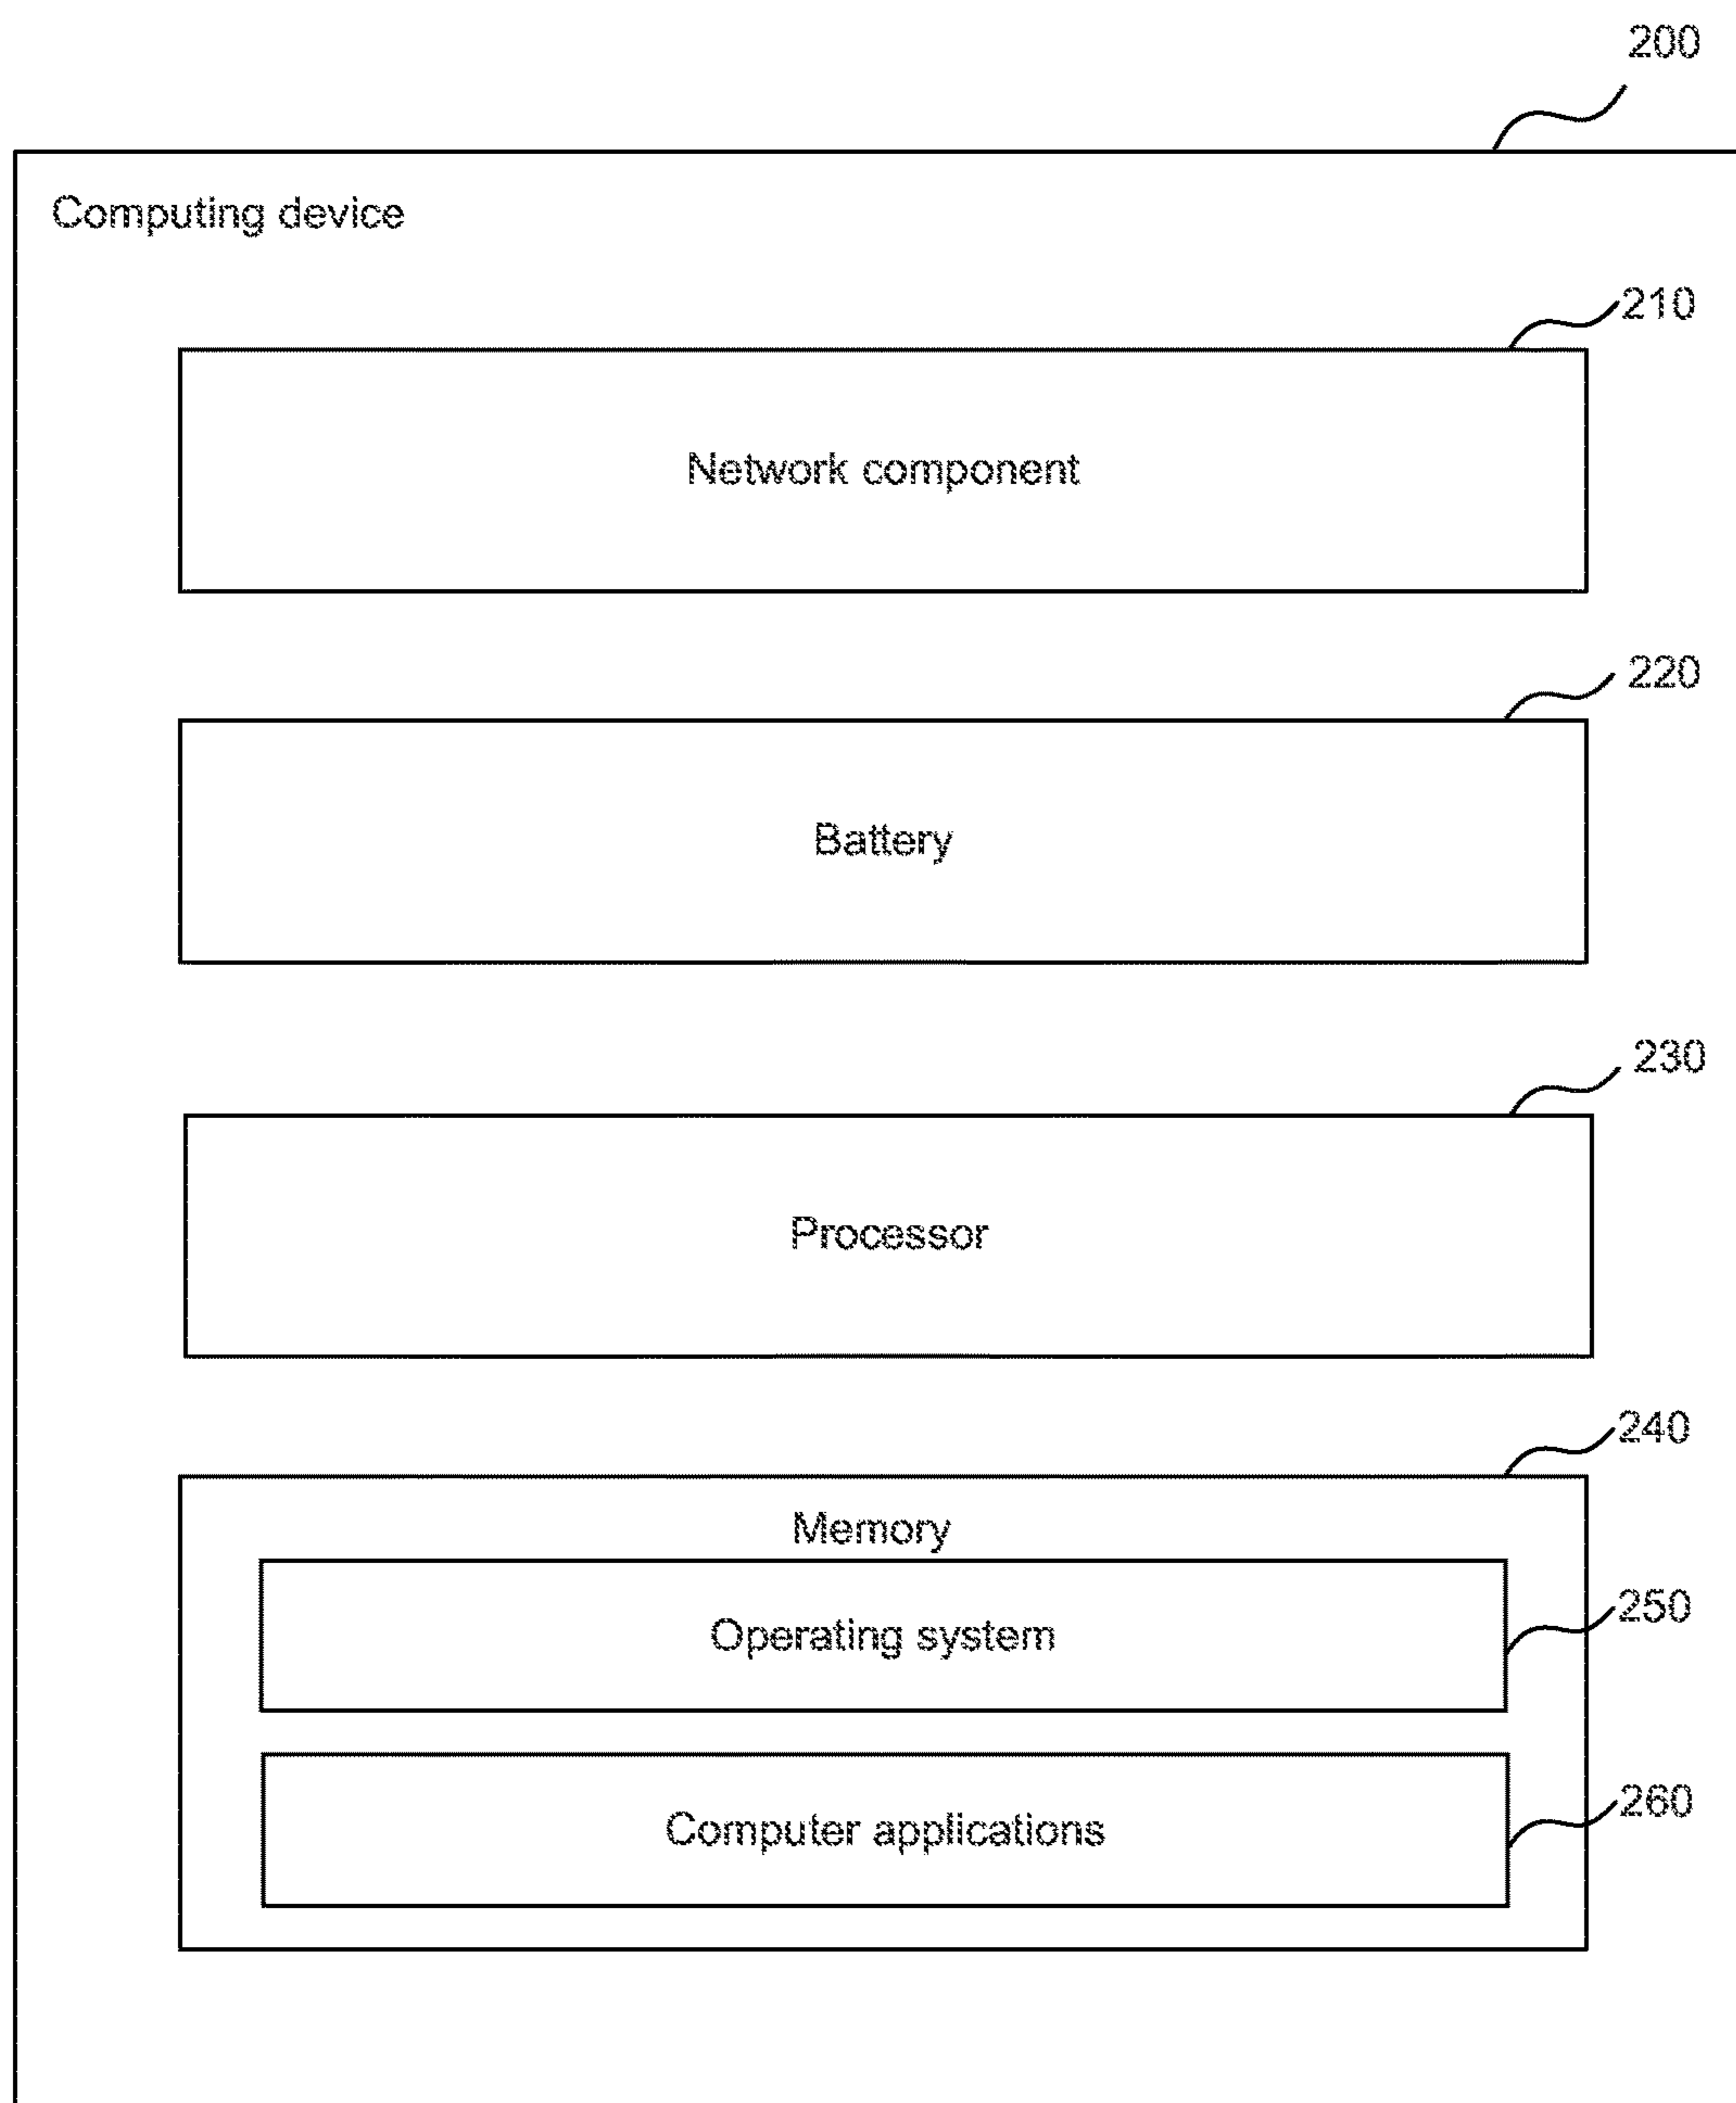 200
Computing device
210
Network component
220
Battery
230
Processor
240
Memory
Operating system
250
Computer applications
260